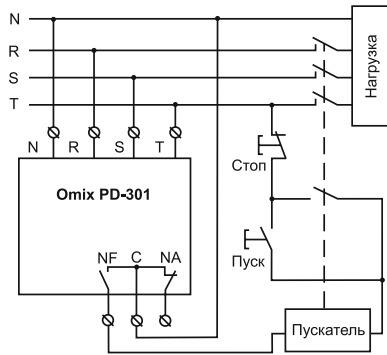 N
R
S
T
Нагрузка
N R S T
Omix PD-301
NF C NA
Стоп
Пуск
Пускатель